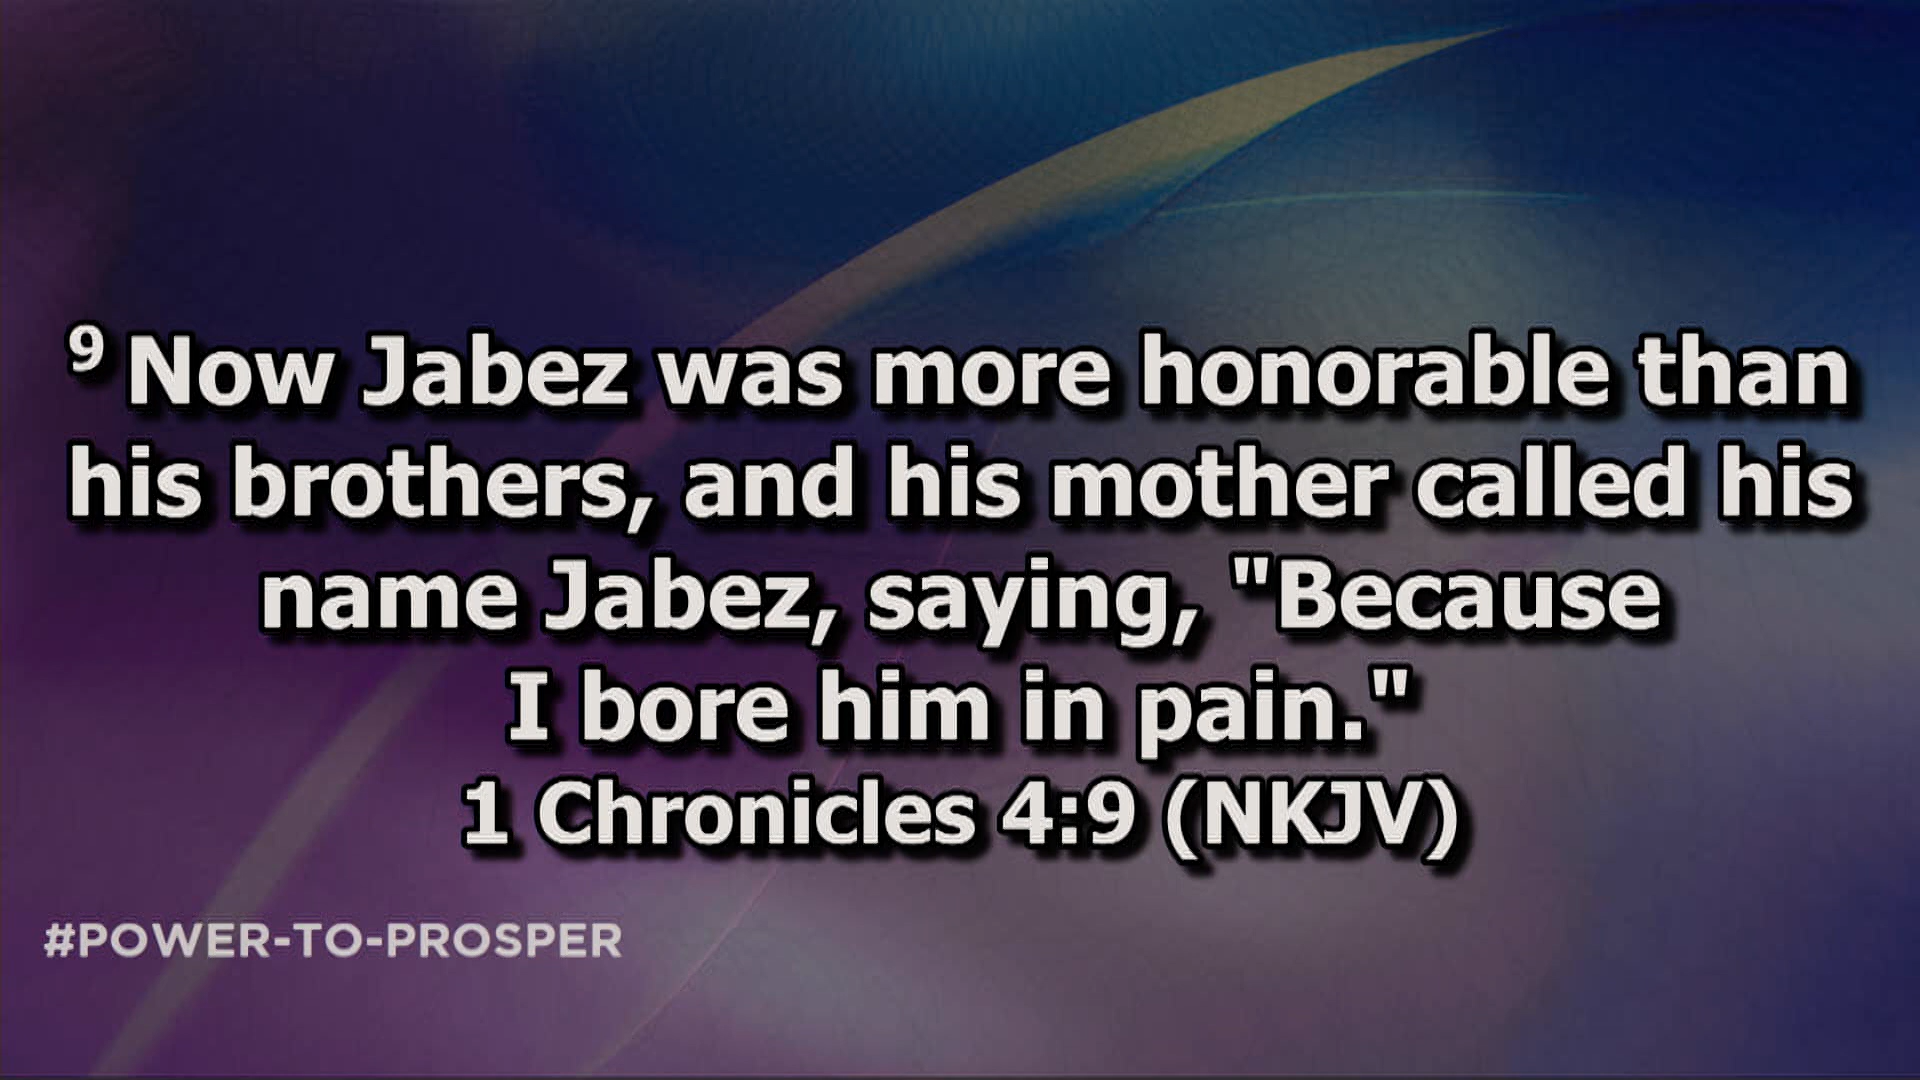 9 Now Jabez was more honorable than
his brothers, and his mother called his
name Jabez, saying, "Because
I bore him in pain."
1 Chronicles 4:9 (NKJV)
#POWER-TO-PROSPER